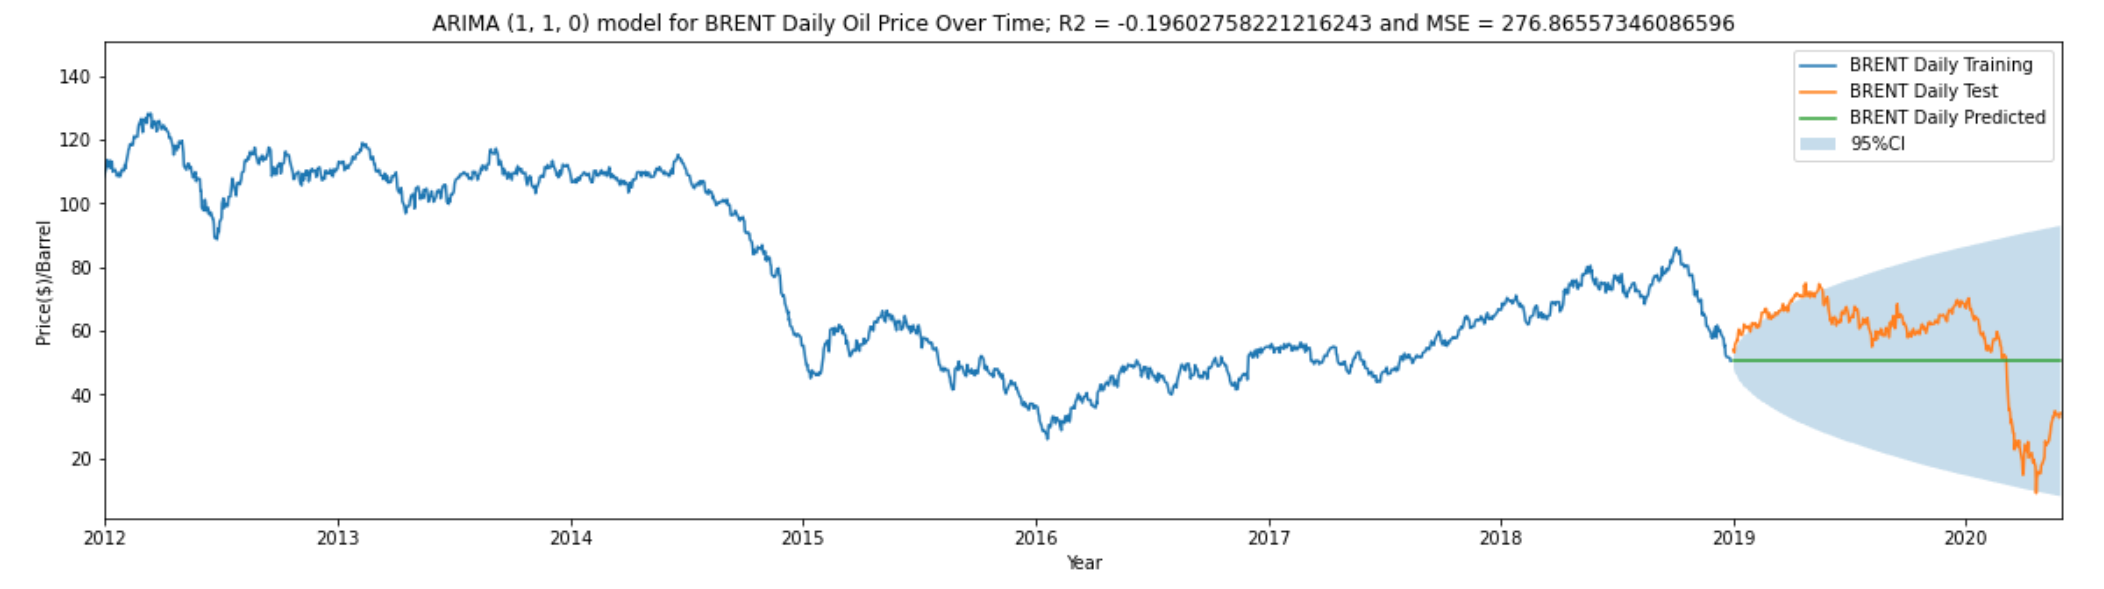 ARIMA (1, 1, 0) model for BRENT Daily Oil Price Over Time; R2 = -0.19602758221216243 and MSE = 276.86557346086596
BRENT Daily Training
BRENT Daily Test
BRENT Daily Predicted
95%CI
Price($)/Barrel
140
120
100
80
60
40
20
2012
2013
2014
2015
2016
2017
2018
2019
2020
Year